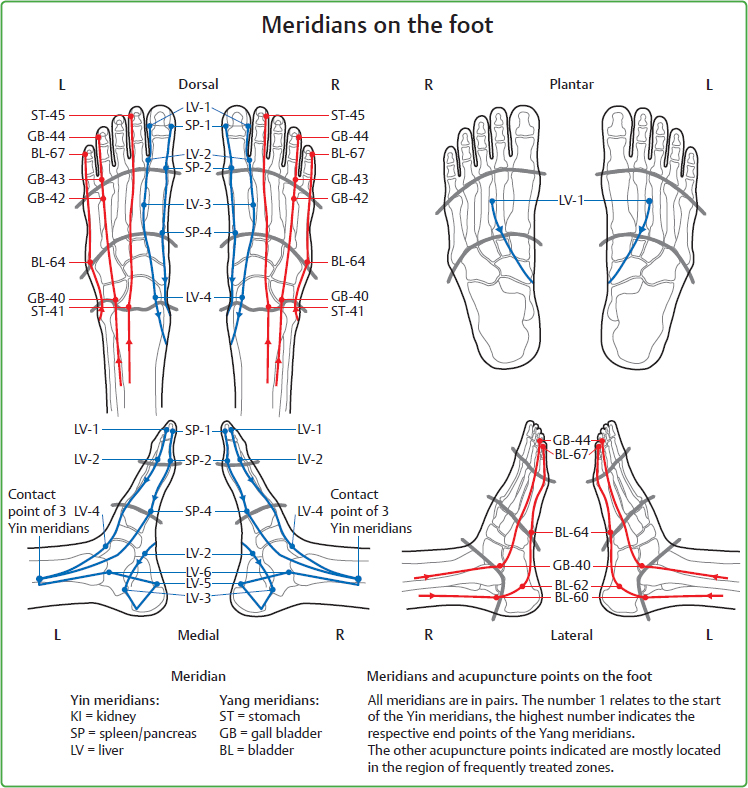 Meridians on the foot
L Dorsal R
R Plantar L
LV-1
SP-1
LV-2
SP-2
LV-3
SP-4
LV-4
ST-45
GB-44
BL-67
GB-43
GB-42
BL-64
GB-40
ST-41
ST-45
GB-44
BL-67
GB-43
GB-42
BL-64
GB-40
ST-41
LV-1
LV-1 SP-1 LV-1
LV-2 SP-2 LV-2
Contact
point of 3
Yin meridians
LV-4 SP-4 LV-4
Contact
point of 3
Yin meridians
LV-2
LV-6
LV-5
LV-3
GB-44
BL-67
BL-64
GB-40
BL-62
BL-60
L Medial R
R Lateral L
Meridian
Yin meridians:
KI = kidney
SP = spleen/pancreas
LV = liver
Yang meridians:
ST = stomach
GB = gall bladder
BL = bladder
Meridians and acupuncture points on the foot
All meridians are in pairs. The number 1 relates to the start
of the Yin meridians, the highest number indicates the
respective end points of the Yang meridians.
The other acupuncture points indicated are mostly located
in the region of frequently treated zones.